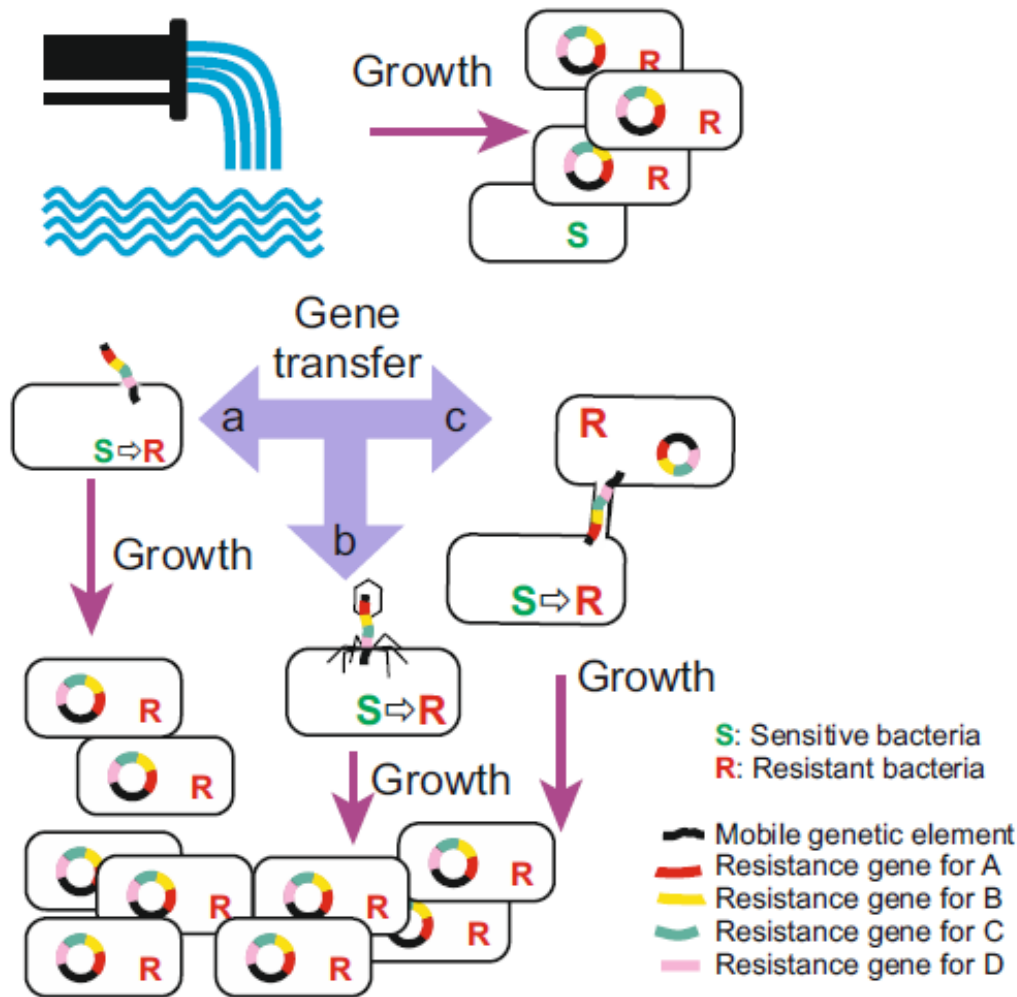 Growth
R
R
R
S
Gene
transfer
a
c
b
S⇨R
R
S⇨R
Growth
S⇨R
Growth
Growth
R
R
R
R
R
R
R
R
S: Sensitive bacteria
R: Resistant bacteria
Mobile genetic element
Resistance gene for A
Resistance gene for B
Resistance gene for C
Resistance gene for D